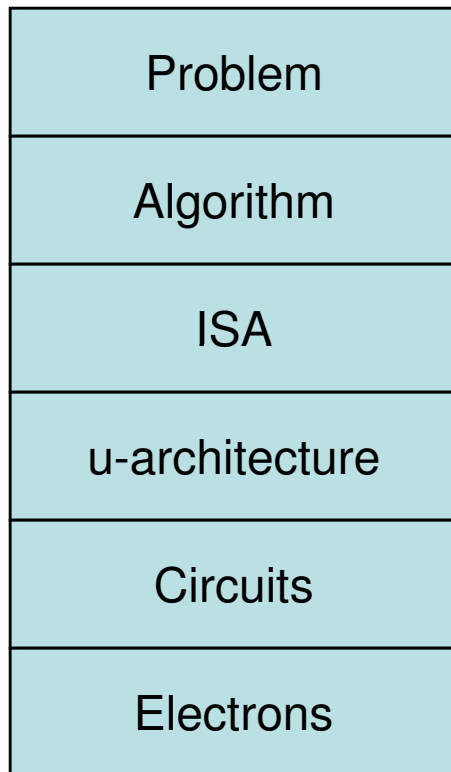 Problem
Algorithm
ISA
u-architecture
Circuits
Electrons